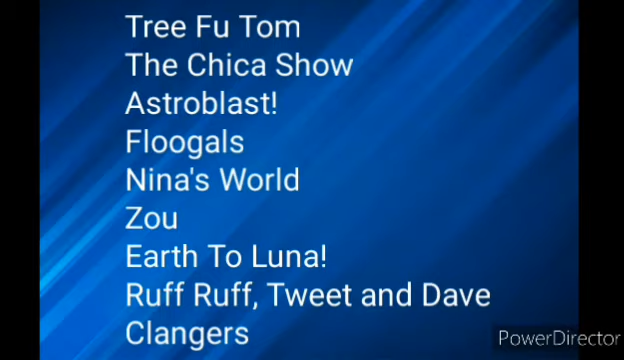 Tree Fu Tom
The Chica Show
Astroblast!
Floogals
Nina's World
Zou
Earth To Luna!
Ruff Ruff, Tweet and Dave
Clangers
PowerDirector